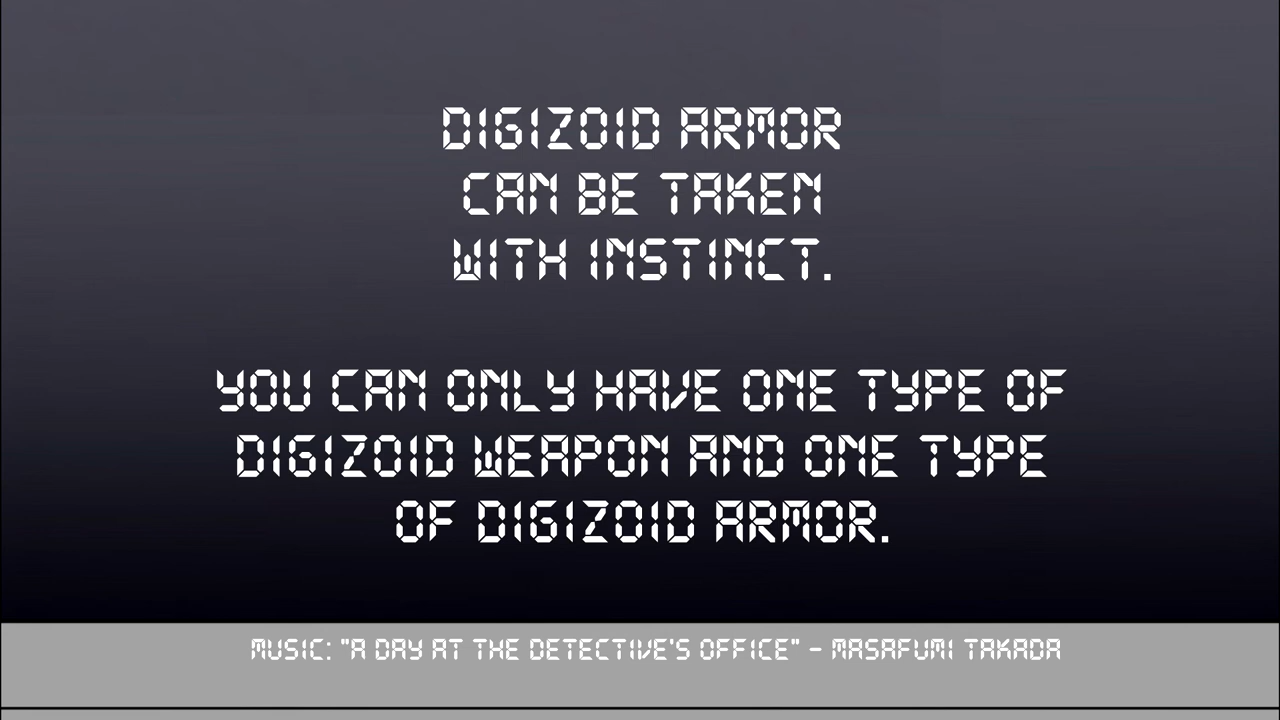 DIGIZOID ARMOR
CAN BE TAKEN
WITH INSTINCT.
YOU CAN ONLY HAVE ONE TYPE OF
DIGIZOID WEAPON AND ONE TYPE
OF DIGIZOID ARMOR.
MUSIC: "A DAY AT THE DETECTIVE'S OFFICE" - MASAFUMI TAKADA